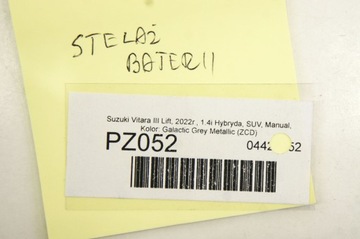 STELAŻ
BATERII
Suzuki Vitara III Lift, 2022r., 1.4i Hybryda, SUV, Manual,
Kolor: Galactic Grey Metallic (ZCD)
PZ052